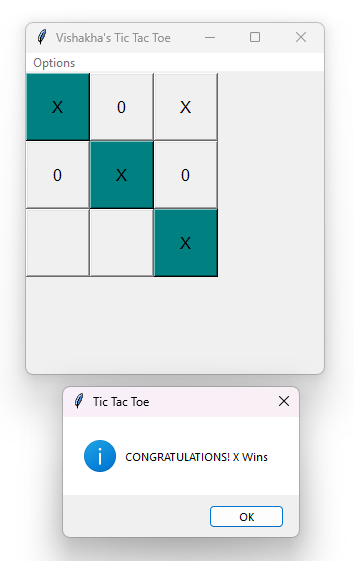 Vishakha's Tic Tac Toe
Options
X 0 X
0 X 0
X
Tic Tac Toe
CONGRATULATIONS! X Wins
OK